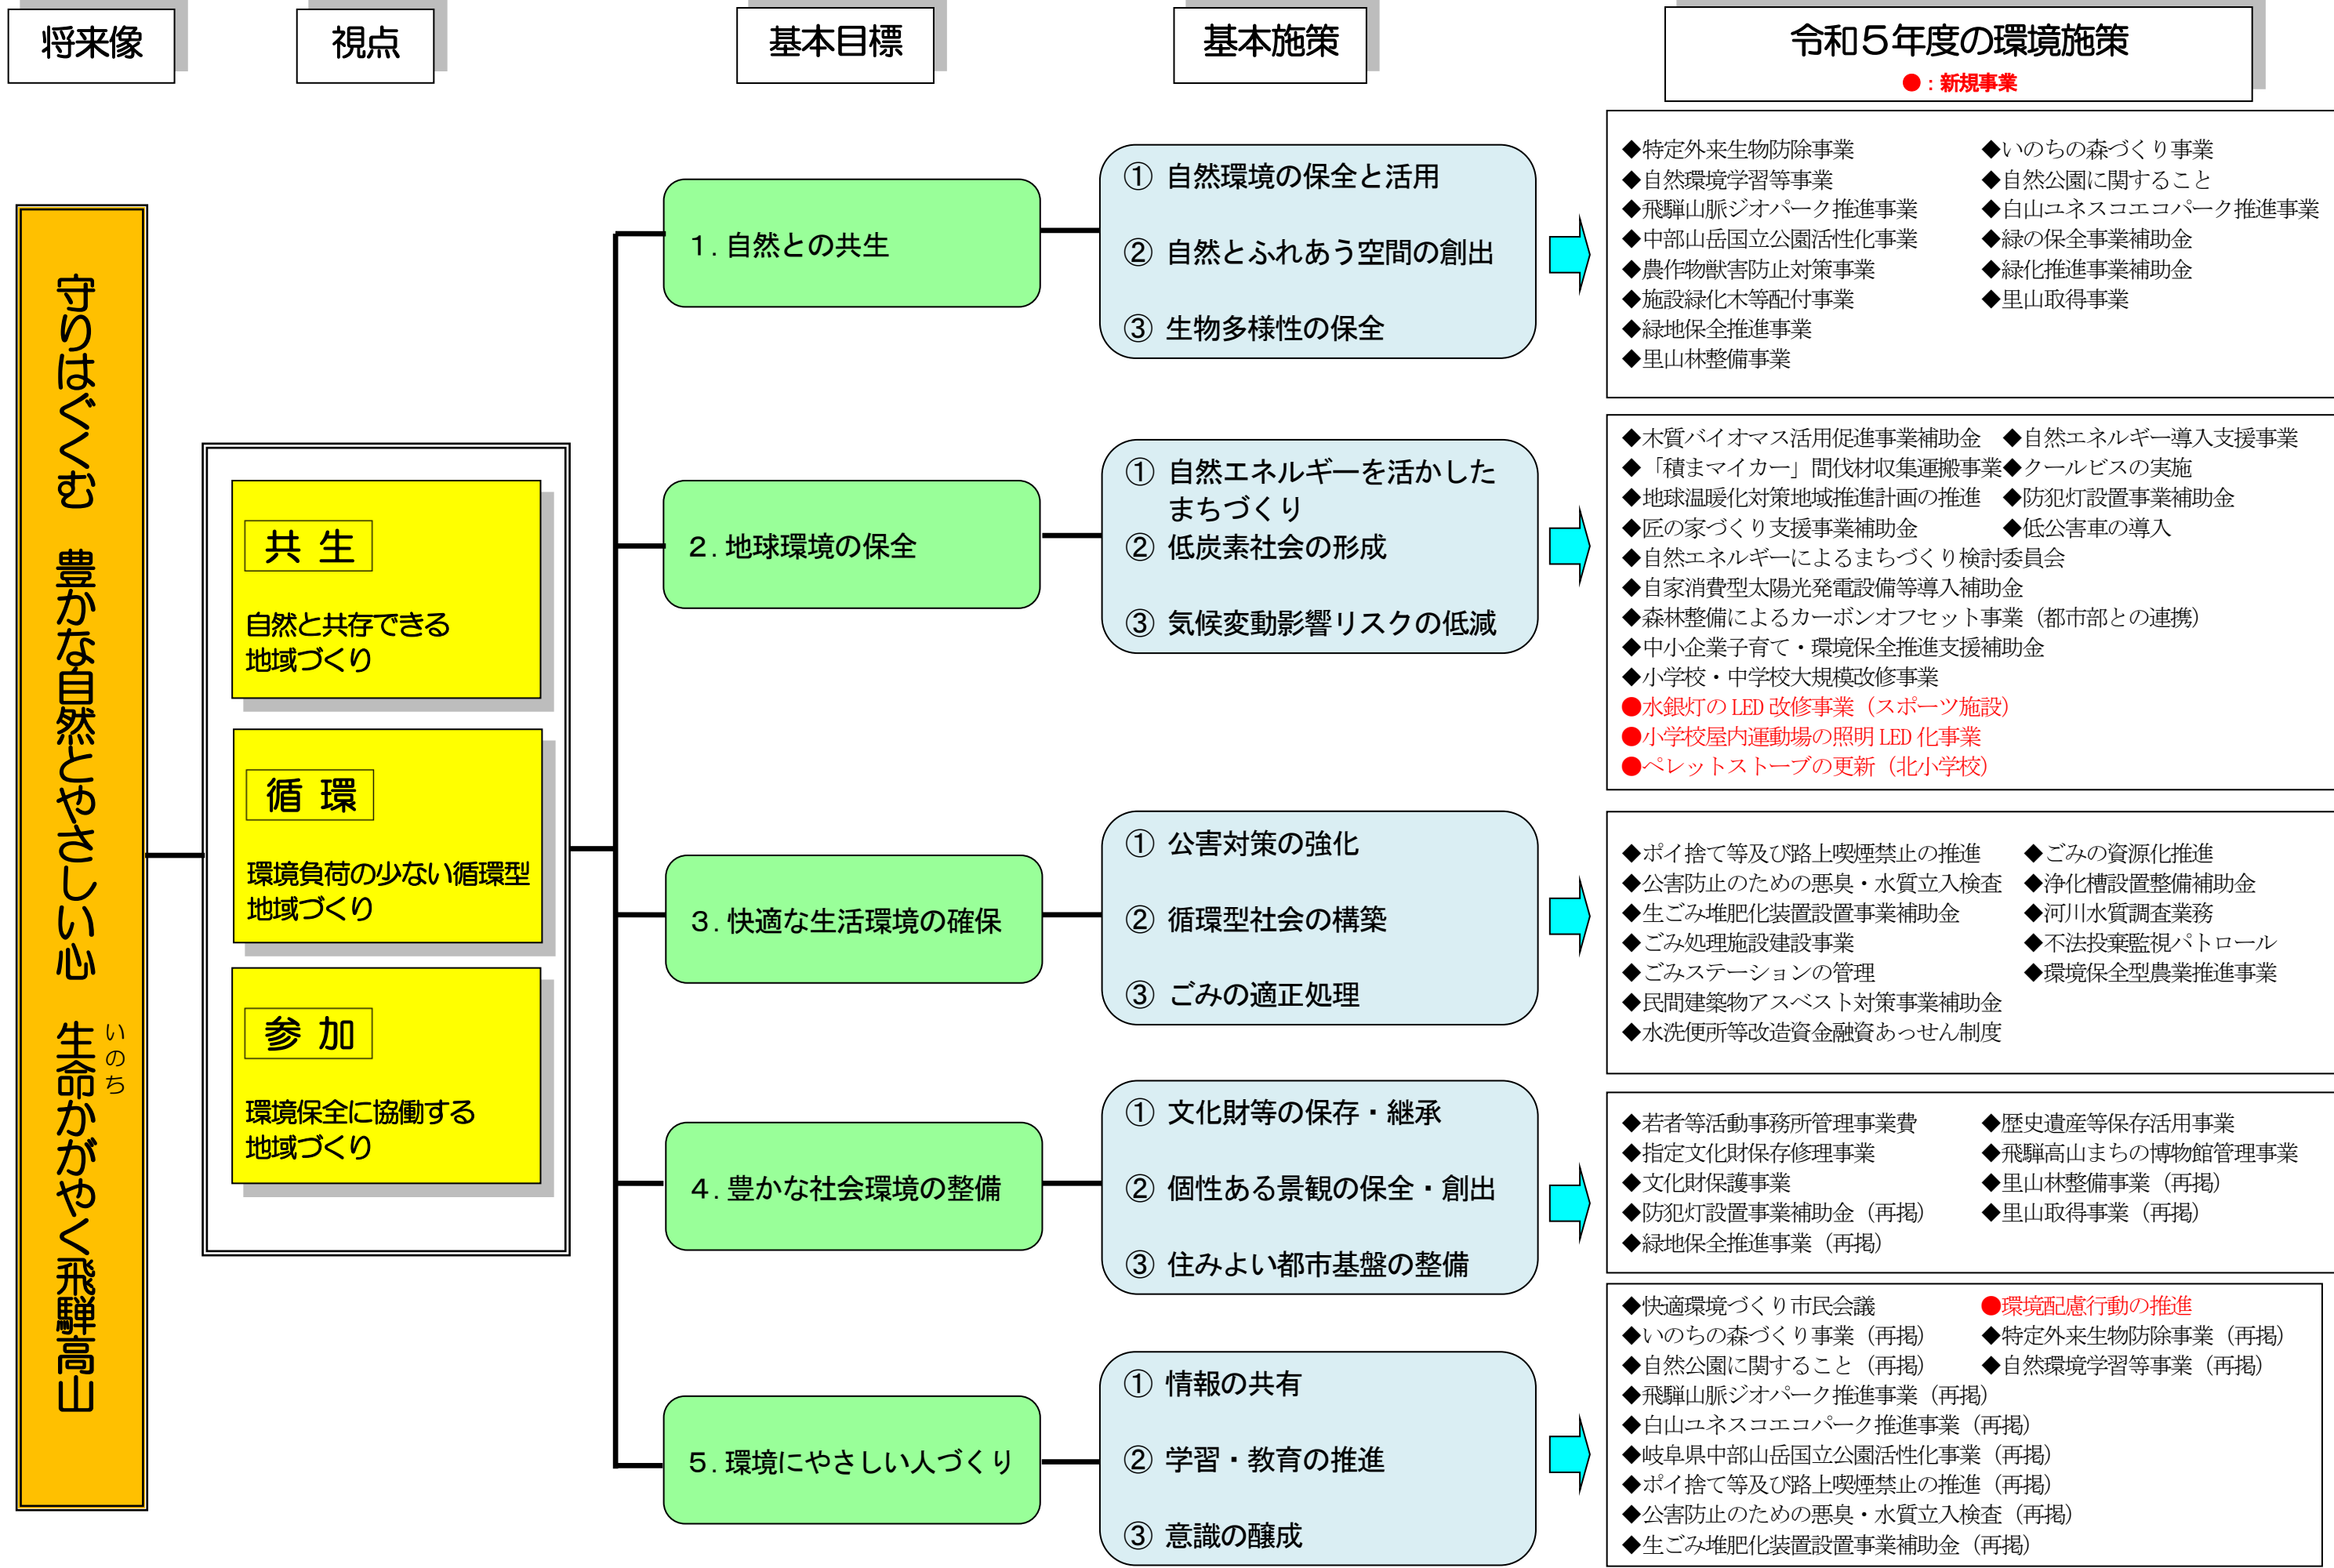 将来像
視点
基本目標
基本施策
令和５年度の環境施策
●：新規事業
守りはぐくむ　豊かな自然とやさしい心　生命かがやく飛騨高山
いのち
共 生
自然と共存できる
地域づくり
循 環
環境負荷の少ない循環型
地域づくり
参 加
環境保全に協働する
地域づくり
１．自然との共生
① 自然環境の保全と活用
② 自然とふれあう空間の創出
③ 生物多様性の保全
◆特定外来生物防除事業　◆いのちの森づくり事業
◆自然環境学習等事業　◆自然公園に関すること
◆飛騨山脈ジオパーク推進事業　◆白山ユネスコエコパーク推進事業
◆中部山岳国立公園活性化事業　◆緑の保全事業補助金
◆農作物獣害防止対策事業　◆緑化推進事業補助金
◆施設緑化木等配付事業　◆里山取得事業
◆緑地保全推進事業
◆里山林整備事業
２．地球環境の保全
① 自然エネルギーを活かした
まちづくり
② 低炭素社会の形成
③ 気候変動影響リスクの低減
◆木質バイオマス活用促進事業補助金　◆自然エネルギー導入支援事業
◆「積まマイカー」間伐材収集運搬事業◆クールビスの実施
◆地球温暖化対策地域推進計画の推進　◆防犯灯設置事業補助金
◆匠の家づくり支援事業補助金　◆低公害車の導入
◆自然エネルギーによるまちづくり検討委員会
◆自家消費型太陽光発電設備等導入補助金
◆森林整備によるカーボンオフセット事業（都市部との連携）
◆中小企業子育て・環境保全推進支援補助金
◆小学校・中学校大規模改修事業
●水銀灯の LED 改修事業（スポーツ施設）
●小学校屋内運動場の照明 LED 化事業
●ペレットストーブの更新（北小学校）
３．快適な生活環境の確保
① 公害対策の強化
② 循環型社会の構築
③ ごみの適正処理
◆ポイ捨て等及び路上喫煙禁止の推進　◆ごみの資源化推進
◆公害防止のための悪臭・水質立入検査　◆浄化槽設置整備補助金
◆生ごみ堆肥化装置設置事業補助金　◆河川水質調査業務
◆ごみ処理施設建設事業　◆不法投棄監視パトロール
◆ごみステーションの管理　◆環境保全型農業推進事業
◆民間建築物アスベスト対策事業補助金
◆水洗便所等改造資金融資あっせん制度
４．豊かな社会環境の整備
① 文化財等の保存・継承
② 個性ある景観の保全・創出
③ 住みよい都市基盤の整備
◆若者等活動事務所管理事業費　◆歴史遺産等保存活用事業
◆指定文化財保存修理事業　◆飛騨高山まちの博物館管理事業
◆文化財保護事業　◆里山林整備事業（再掲）
◆防犯灯設置事業補助金（再掲）　◆里山取得事業（再掲）
◆緑地保全推進事業（再掲）
５．環境にやさしい人づくり
① 情報の共有
② 学習・教育の推進
③ 意識の醸成
◆快適環境づくり市民会議　●環境配慮行動の推進
◆いのちの森づくり事業（再掲）　◆特定外来生物防除事業（再掲）
◆自然公園に関すること（再掲）　◆自然環境学習等事業（再掲）
◆飛騨山脈ジオパーク推進事業（再掲）
◆白山ユネスコエコパーク推進事業（再掲）
◆岐阜県中部山岳国立公園活性化事業（再掲）
◆ポイ捨て等及び路上喫煙禁止の推進（再掲）
◆公害防止のための悪臭・水質立入検査（再掲）
◆生ごみ堆肥化装置設置事業補助金（再掲）